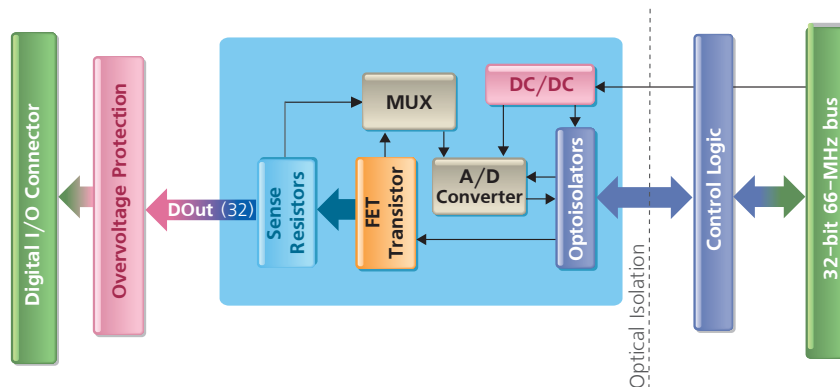 Digital I/O Connector
Overvoltage Protection
DOut (32)
Sense
Resistors
MUX
FET
Transistor
A/D
Converter
DC/DC
Optoisolators
Optical Isolation
Control Logic
32-bit 66-MHz bus